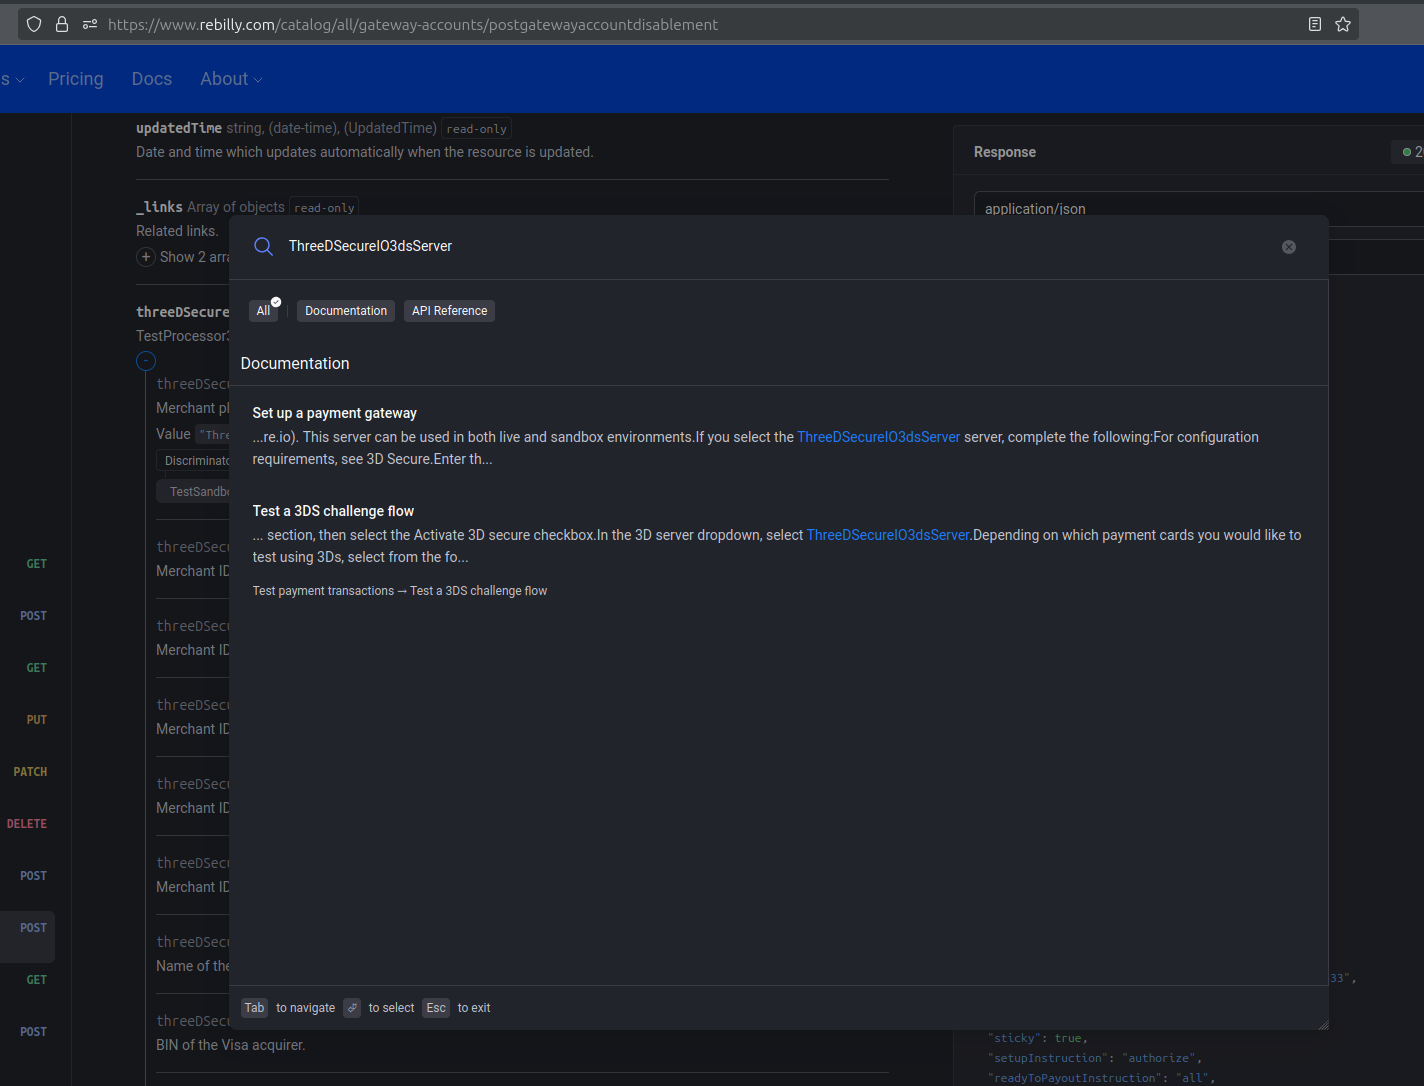 https://www.rebilly.com/catalog/all/gateway-accounts/postgatewayaccountdisablement
s Pricing Docs About
updatedTime string, (date-time), (UpdatedTime) read-only
Date and time which updates automatically when the resource is updated.
_links Array of objects read-only
Related links.
+ Show 2 arra
threeDSecure
TestProcessor3
-
threeDSecu
Merchant pl
Value "Thre
Discriminato
TestSandbo
threeDSecu
Merchant ID
threeDSecu
Merchant ID
threeDSecu
Merchant ID
threeDSecu
Merchant ID
threeDSecu
Merchant ID
threeDSecu
Name of the
threeDSecu
BIN of the Visa acquirer.
GET
POST
GET
PUT
PATCH
DELETE
POST
POST
GET
POST
ThreeDSecureIO3dsServer
All Documentation API Reference
Documentation
Set up a payment gateway
...re.io). This server can be used in both live and sandbox environments.If you select the ThreeDSecureIO3dsServer server, complete the following:For configuration
requirements, see 3D Secure.Enter th...
Test a 3DS challenge flow
... section, then select the Activate 3D secure checkbox.In the 3D server dropdown, select ThreeDSecureIO3dsServer.Depending on which payment cards you would like to
test using 3Ds, select from the fo...
Test payment transactions → Test a 3DS challenge flow
Tab to navigate ⏎ to select Esc to exit
Response 2
application/json
33",
"sticky": true,
"setupInstruction": "authorize",
"readyToPayoutInstruction": "all",